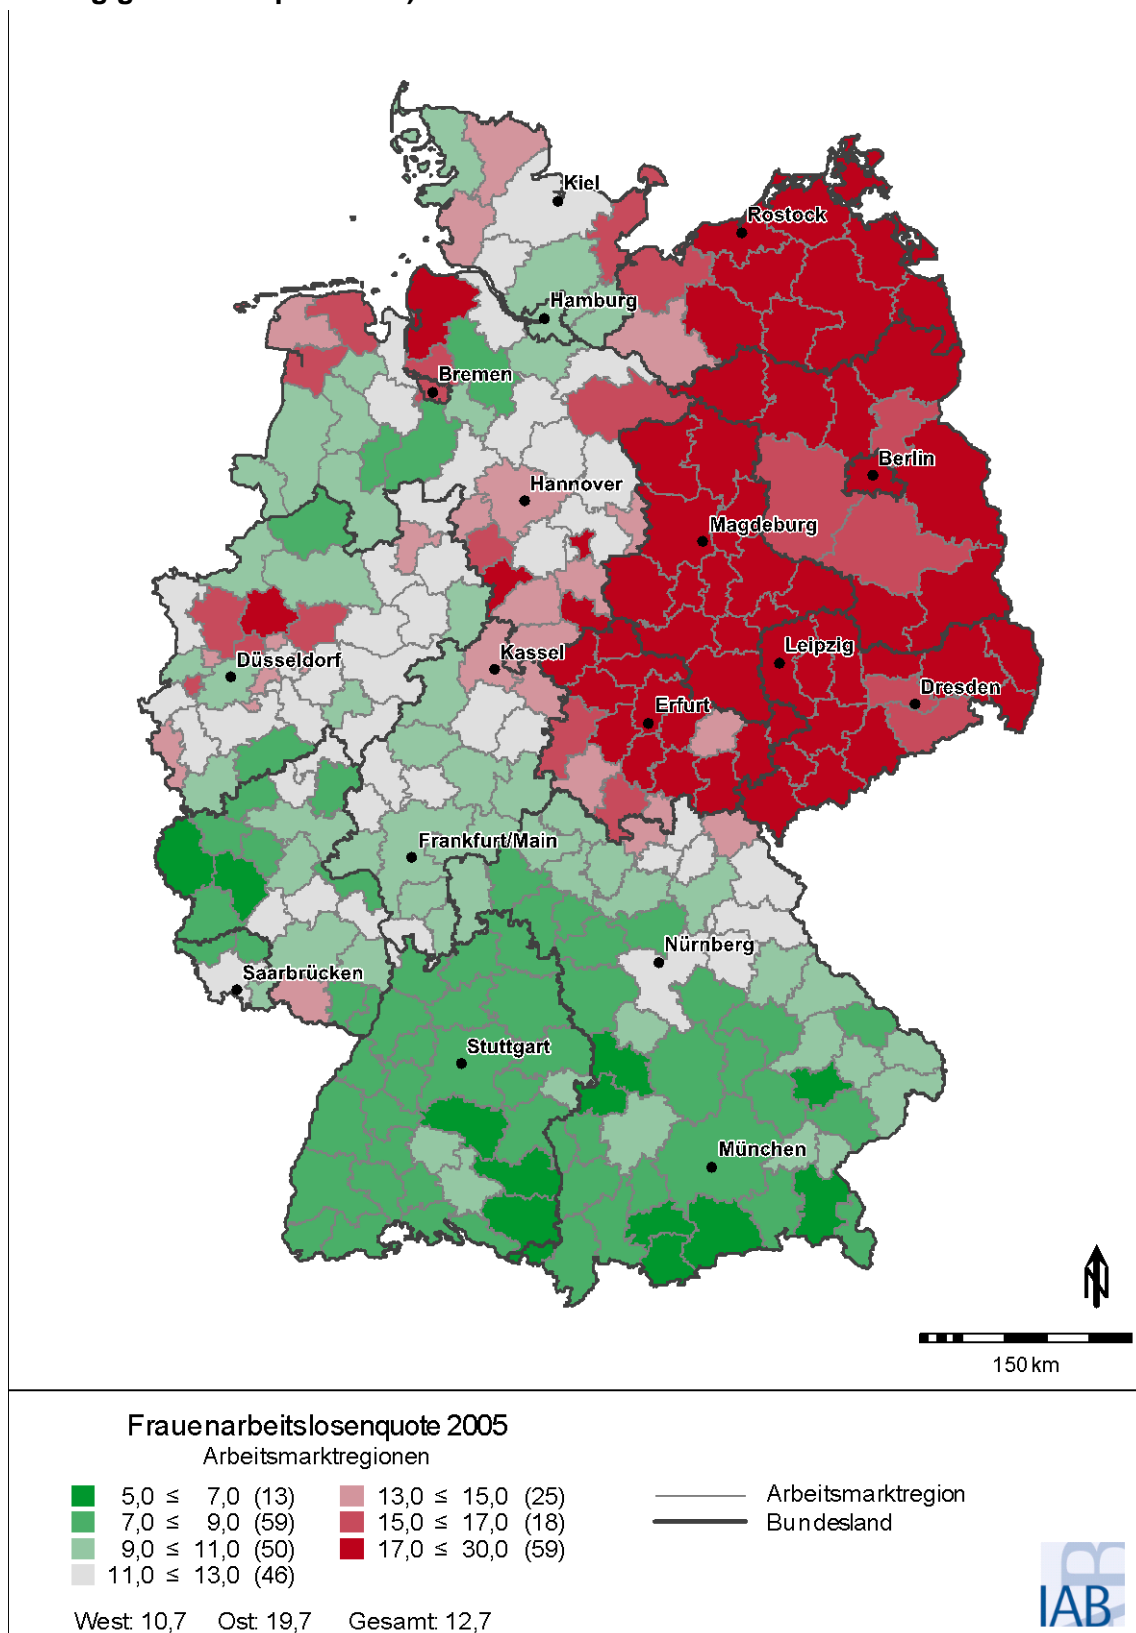 Kiel
Rostock
Hamburg
Bremen
Berlin
Hannover
Magdeburg
Leipzig
Düsseldorf
Kassel
Dresden
Erfurt
Frankfurt/Main
Nürnberg
Saarbrücken
Stuttgart
München
N
150 km
Frauenarbeitslosenquote 2005
Arbeitsmarktregionen
5,0 ≤ 7,0 (13)
7,0 ≤ 9,0 (59)
9,0 ≤ 11,0 (50)
11,0 ≤ 13,0 (46)
13,0 ≤ 15,0 (25)
15,0 ≤ 17,0 (18)
17,0 ≤ 30,0 (59)
Arbeitsmarktregion
Bundesland
West: 10,7 Ost: 19,7 Gesamt: 12,7
IAB